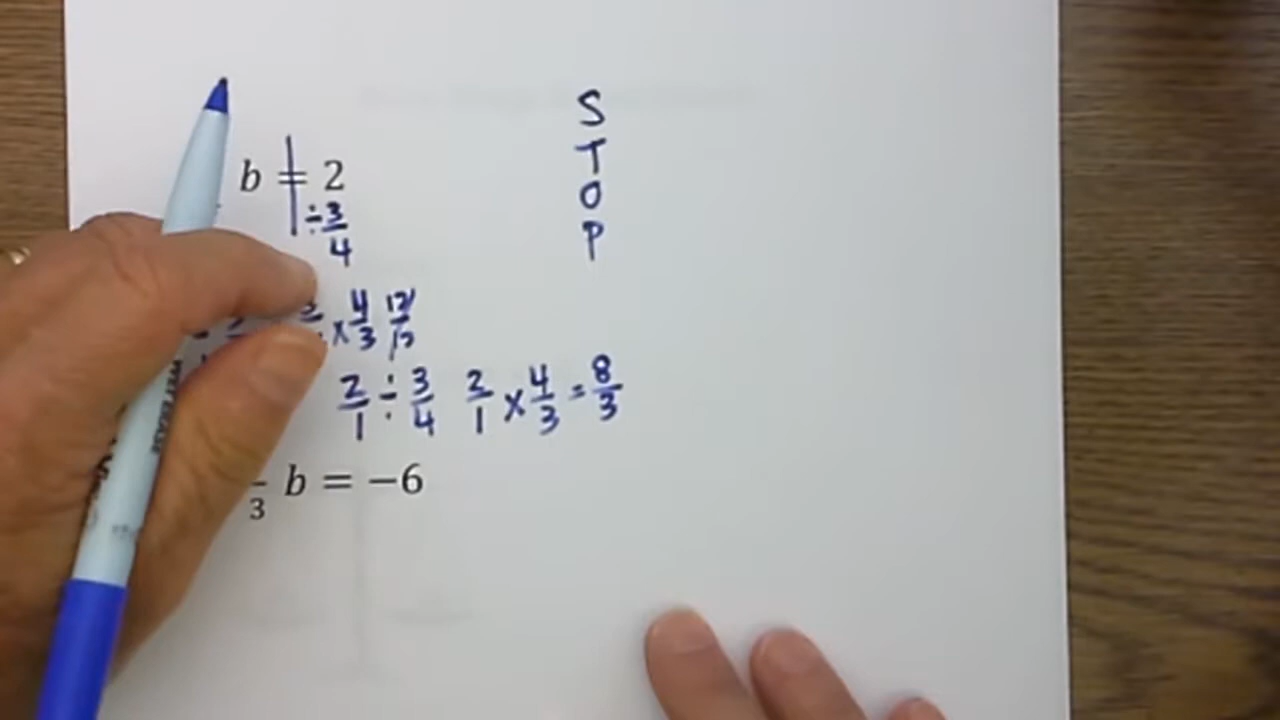 S
T
O
P
b = 2
÷ 3/4
x 4/3 12/12
2/1 ÷ 3/4 2/1 x 4/3 = 8/3
3 b = −6